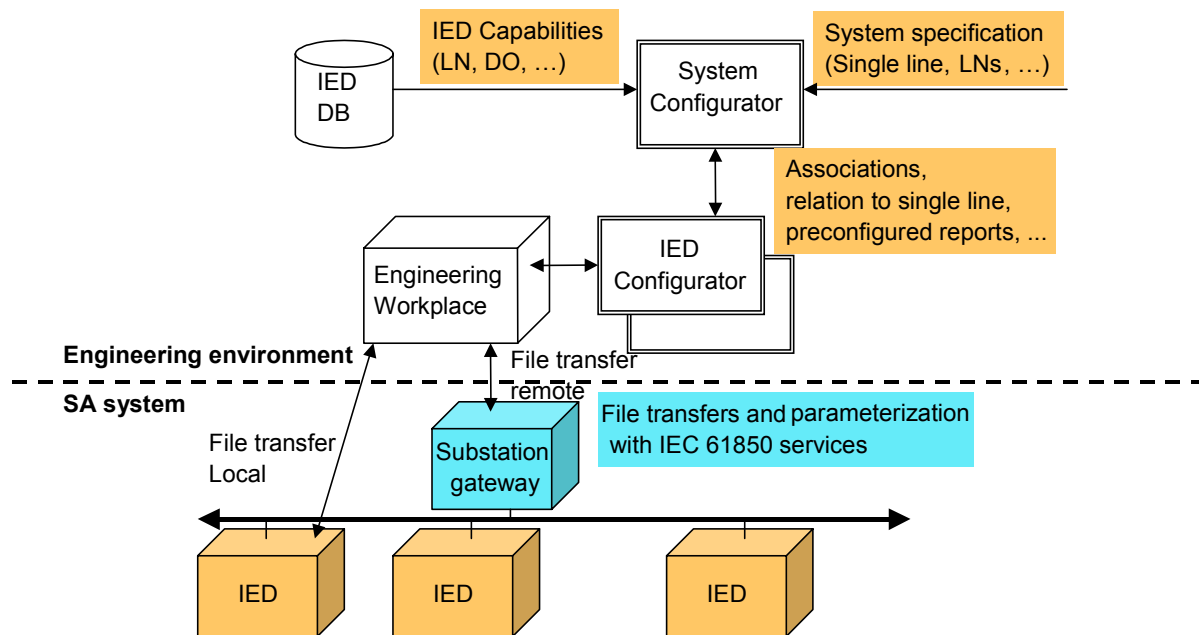 IED Capabilities
(LN, DO, …)
System specification
(Single line, LNs, …)
IED
DB
System
Configurator
Associations,
relation to single line,
preconfigured reports, ...
IED
Configurator
Engineering
Workplace
Engineering environment
File transfer
remote
SA system
File transfers and parameterization
with IEC 61850 services
File transfer
Local
Substation
gateway
IED
IED
IED